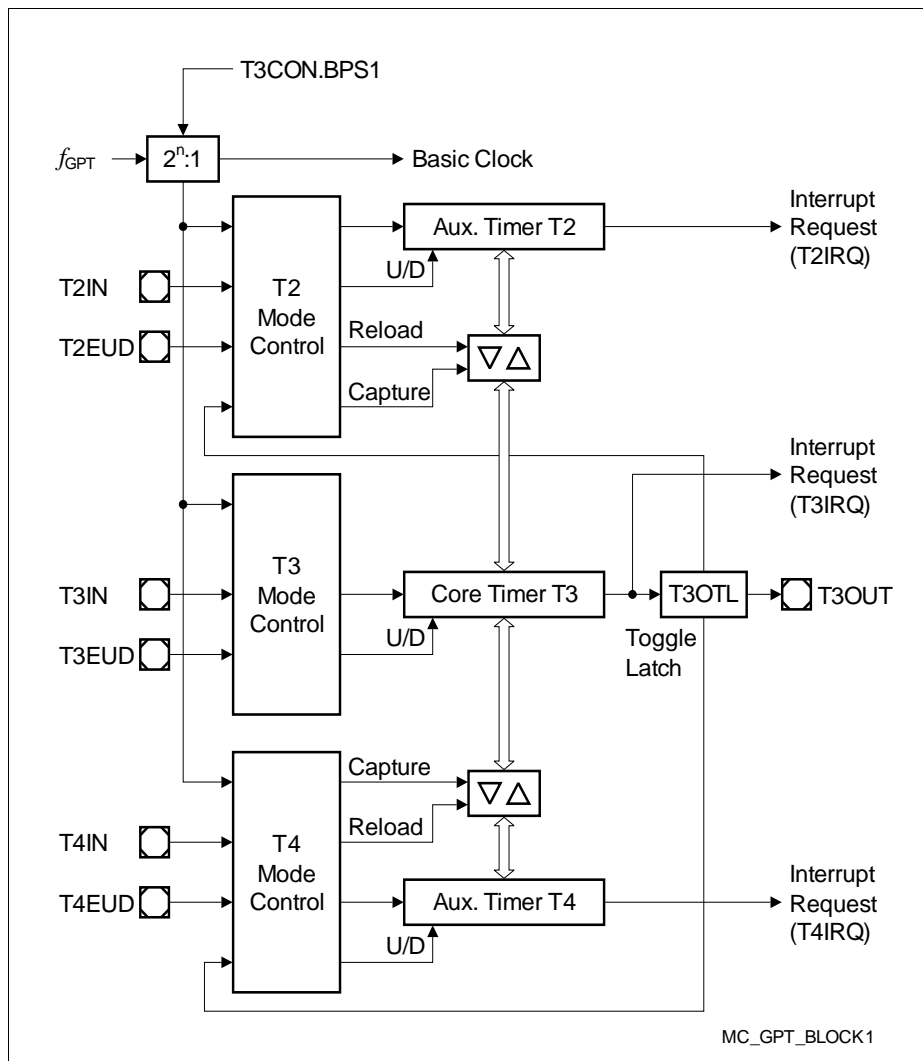 T3CON.BPS1
fGPT
2n:1
Basic Clock
Interrupt
Request
(T2IRQ)
Aux. Timer T2
U/D
T2IN
T2
Mode
Control
T2EUD
Reload
Capture
Interrupt
Request
(T3IRQ)
T3
Mode
Control
T3IN
Core Timer T3
T3OTL
T3OUT
U/D
T3EUD
Toggle
Latch
Capture
Reload
T4IN
T4
Mode
Control
T4EUD
Aux. Timer T4
U/D
Interrupt
Request
(T4IRQ)
MC_GPT_BLOCK1